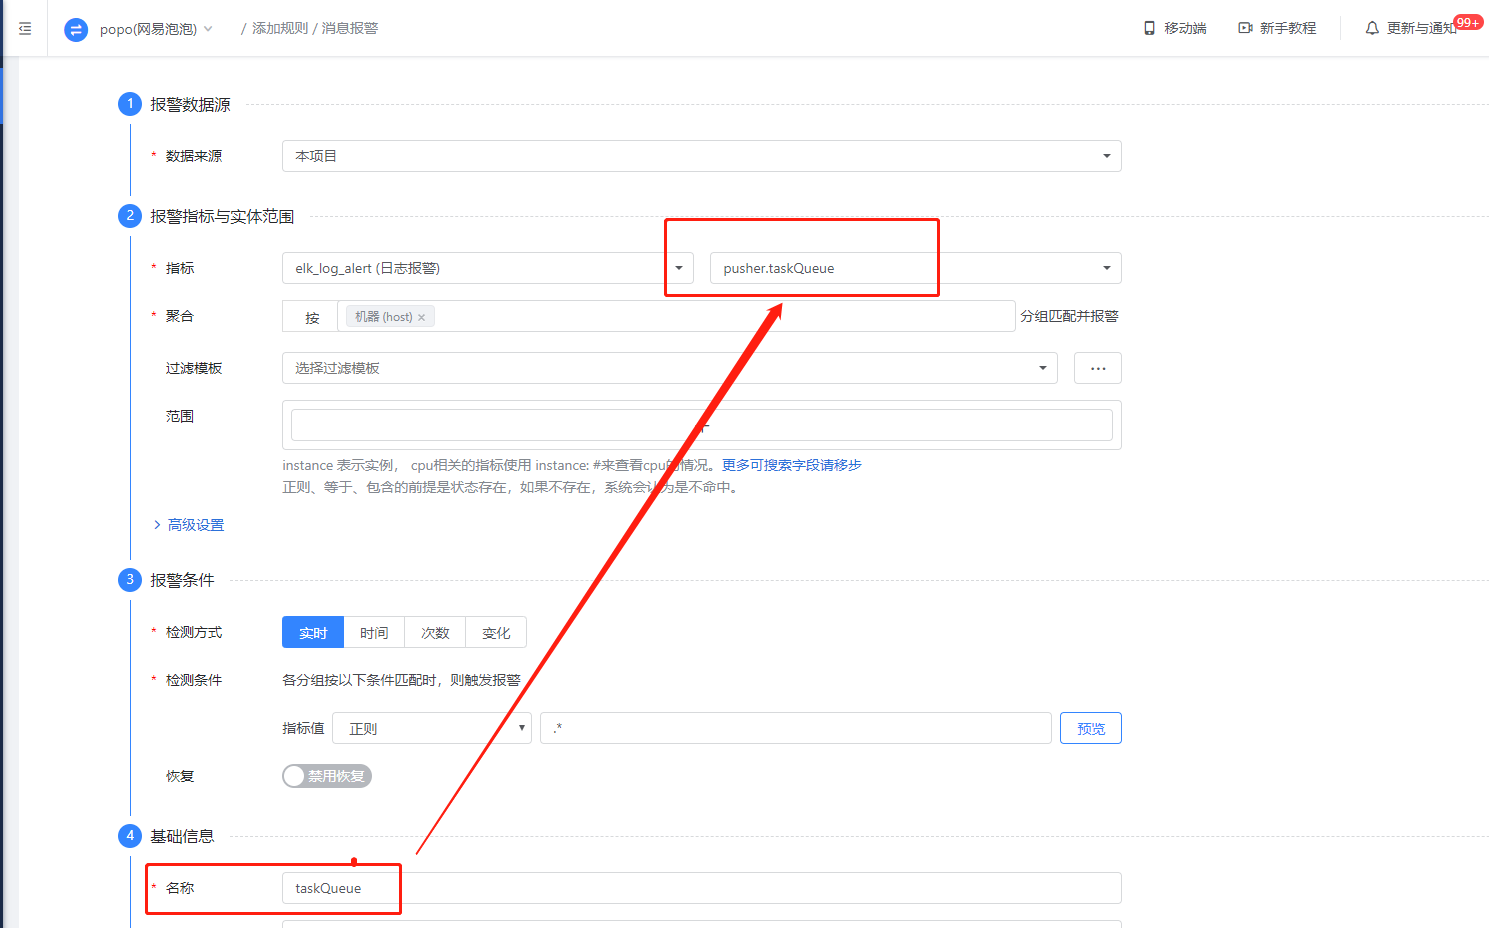 popo(网易泡泡) / 添加规则 / 消息报警 移动端 新手教程 更新与通知 99+
1 报警数据源
* 数据来源 本项目
2 报警指标与实体范围
* 指标 elk_log_alert (日志报警) pusher.taskQueue
* 聚合 按 机器 (host) × 分组匹配并报警
过滤模板 选择过滤模板 ...
范围 +
instance 表示实例， cpu相关的指标使用 instance: #来查看cpu的情况。更多可搜索字段请移步
正则、等于、包含的前提是状态存在，如果不存在，系统会认为是不命中。
> 高级设置
3 报警条件
* 检测方式 实时 时间 次数 变化
* 检测条件 各分组按以下条件匹配时，则触发报警
指标值 正则 .* 预览
恢复 禁用恢复
4 基础信息
* 名称 taskQueue